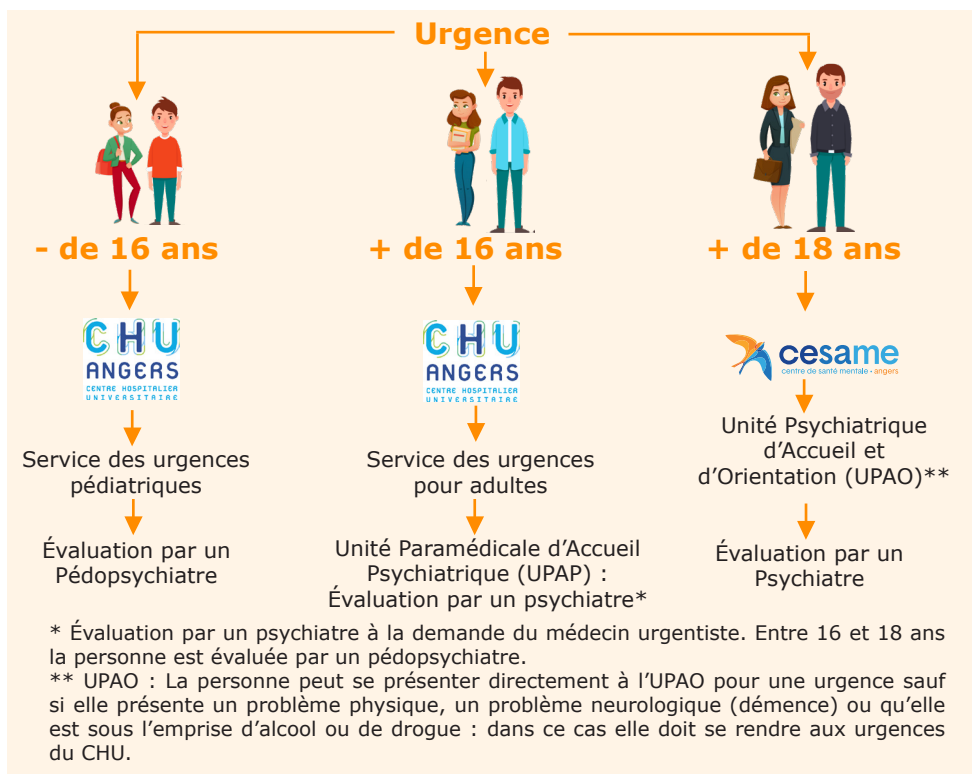 Urgence
- de 16 ans
+ de 16 ans
+ de 18 ans
CHU
ANGERS
CENTRE HOSPITALIER
UNIVERSITAIRE
CHU
ANGERS
CENTRE HOSPITALIER
UNIVERSITAIRE
cesame
centre de santé mentale • angers
Service des urgences
pédiatriques
Service des urgences
pour adultes
Unité Psychiatrique
d’Accueil et
d’Orientation (UPAO)**
Évaluation par un
Pédopsychiatre
Unité Paramédicale d’Accueil
Psychiatrique (UPAP) :
Évaluation par un psychiatre*
Évaluation par un
Psychiatre
* Évaluation par un psychiatre à la demande du médecin urgentiste. Entre 16 et 18 ans
la personne est évaluée par un pédopsychiatre.
** UPAO : La personne peut se présenter directement à l’UPAO pour une urgence sauf
si elle présente un problème physique, un problème neurologique (démence) ou qu’elle
est sous l’emprise d’alcool ou de drogue : dans ce cas elle doit se rendre aux urgences
du CHU.